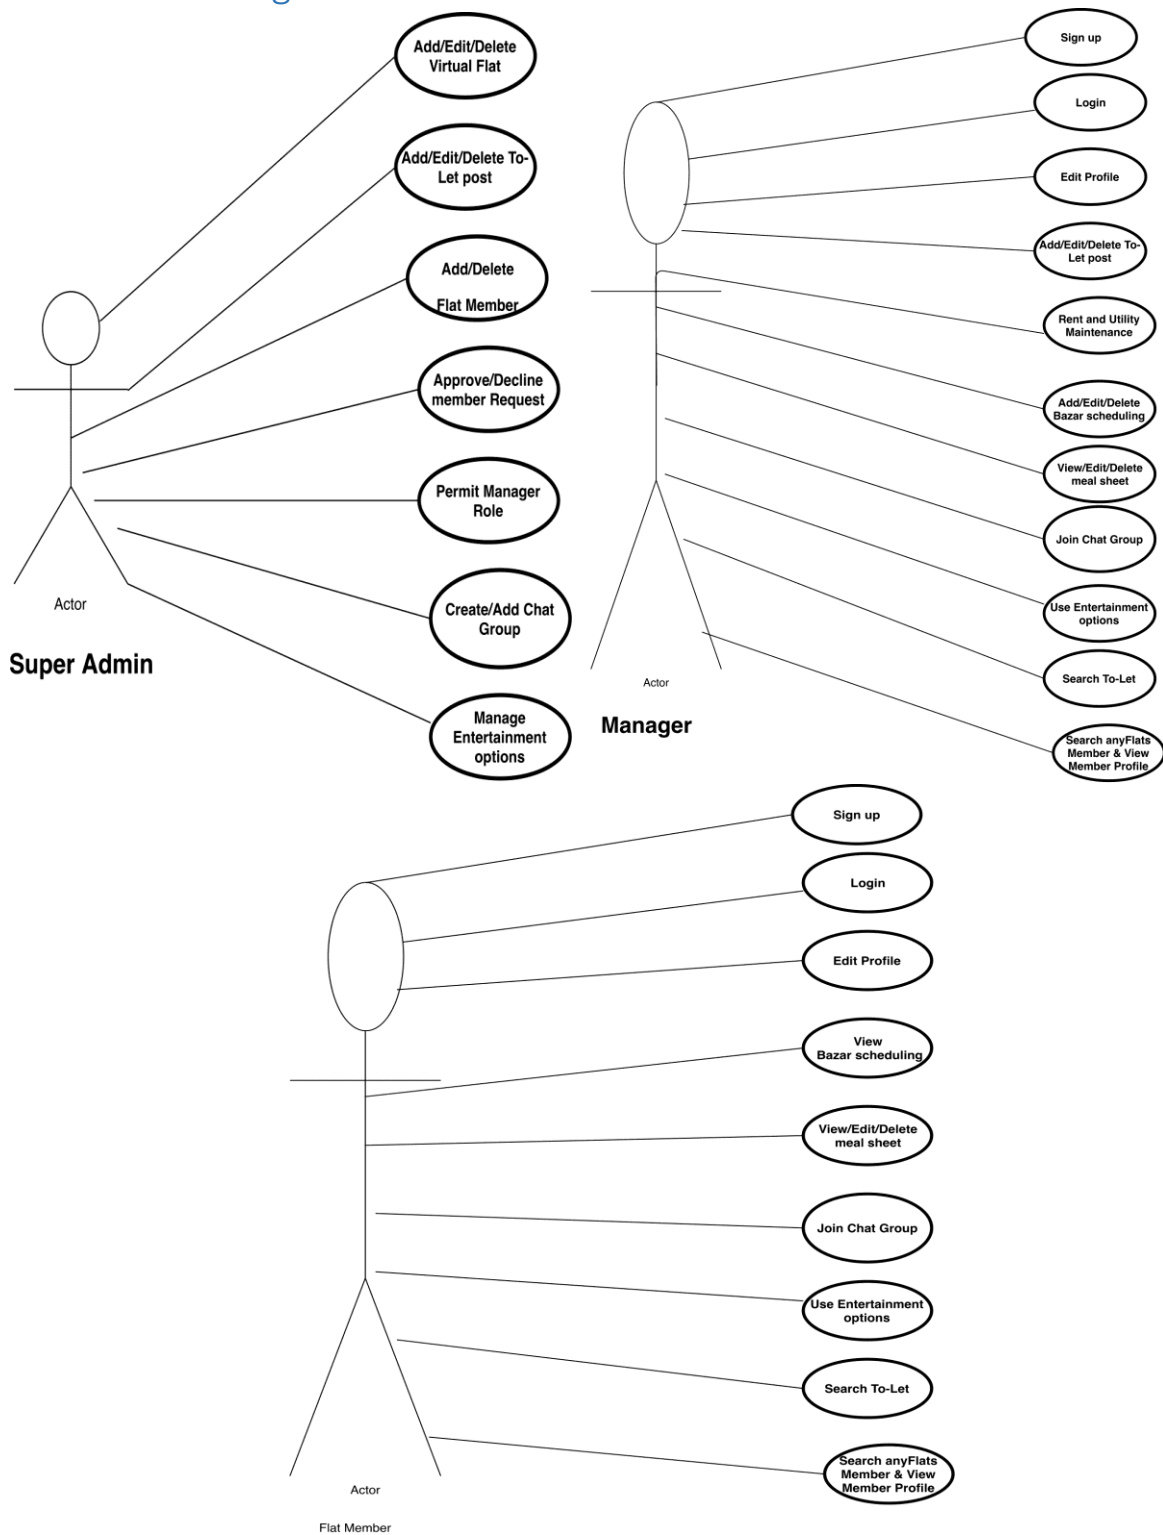 Add/Edit/Delete
Virtual Flat
Add/Edit/Delete To-
Let post
Add/Delete
Flat Member
Approve/Decline
member Request
Permit Manager
Role
Create/Add Chat
Group
Manage
Entertainment
options
Actor
Super Admin
Sign up
Login
Edit Profile
Add/Edit/Delete To-
Let post
Rent and Utility
Maintenance
Add/Edit/Delete
Bazar scheduling
View/Edit/Delete
meal sheet
Join Chat Group
Use Entertainment
options
Search To-Let
Search anyFlats
Member & View
Member Profile
Actor
Manager
Sign up
Login
Edit Profile
View
Bazar scheduling
View/Edit/Delete
meal sheet
Join Chat Group
Use Entertainment
options
Search To-Let
Search anyFlats
Member & View
Member Profile
Actor
Flat Member